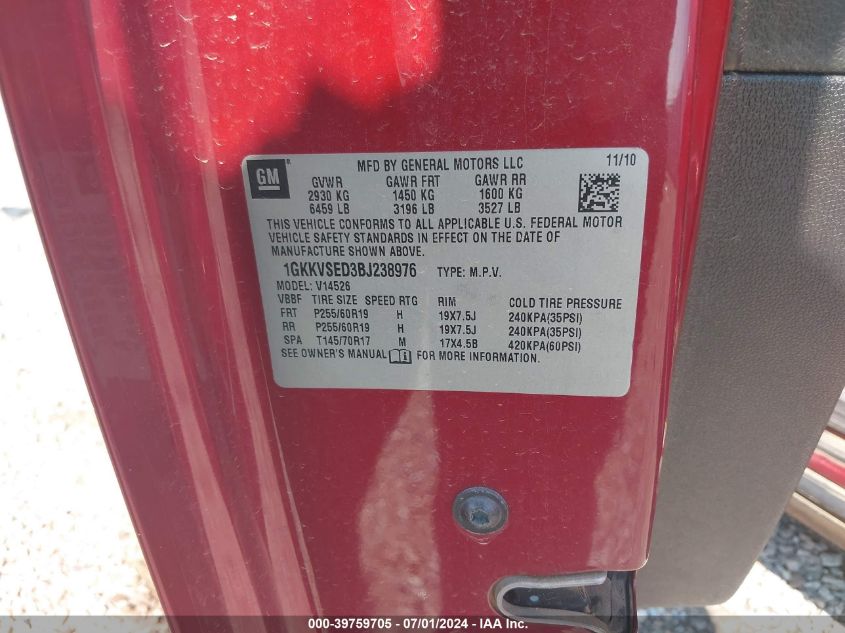 GM
MFD BY GENERAL MOTORS LLC 11/10
GVWR GAWR FRT GAWR RR
2930 KG 1450 KG 1600 KG
6459 LB 3196 LB 3527 LB
THIS VEHICLE CONFORMS TO ALL APPLICABLE U.S. FEDERAL MOTOR
VEHICLE SAFETY STANDARDS IN EFFECT ON THE DATE OF
MANUFACTURE SHOWN ABOVE.
1GKKVSED3BJ238976 TYPE: M.P.V.
MODEL: V14526
VBBF TIRE SIZE SPEED RTG RIM COLD TIRE PRESSURE
FRT P255/60R19 H 19X7.5J 240KPA(35PSI)
RR P255/60R19 H 19X7.5J 240KPA(35PSI)
SPA T145/70R17 M 17X4.5B 420KPA(60PSI)
SEE OWNER'S MANUAL FOR MORE INFORMATION.
000-39759705 - 07/01/2024 - IAA Inc.